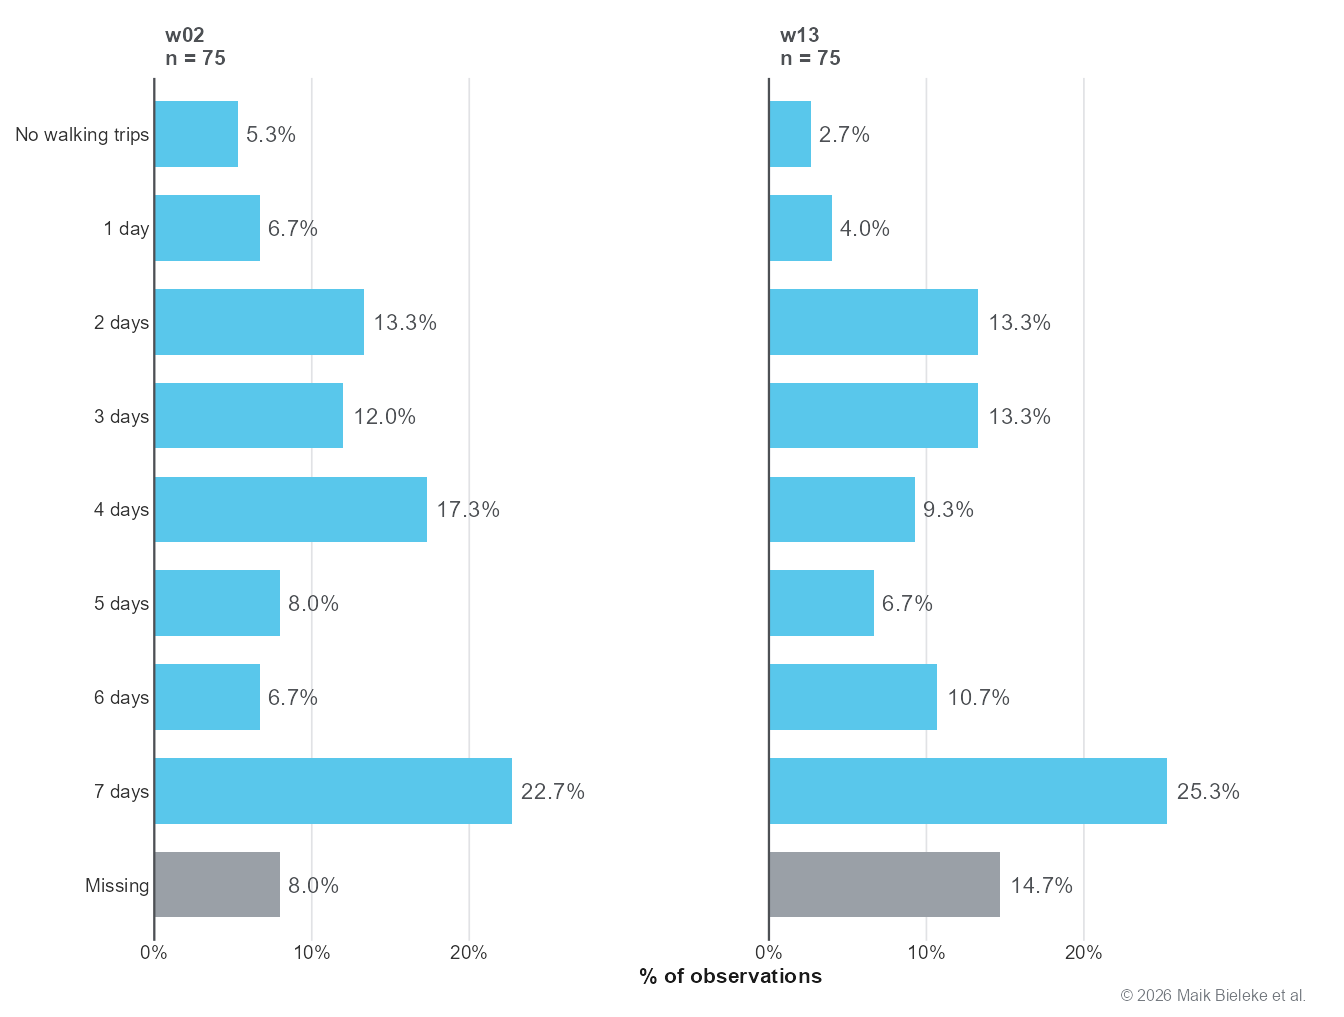 w02
n = 75
w13
n = 75
No walking trips 5.3% 2.7%
1 day 6.7% 4.0%
2 days 13.3% 13.3%
3 days 12.0% 13.3%
4 days 17.3% 9.3%
5 days 8.0% 6.7%
6 days 6.7% 10.7%
7 days 22.7% 25.3%
Missing 8.0% 14.7%
0% 10% 20% 0% 10% 20%
% of observations
© 2026 Maik Bieleke et al.